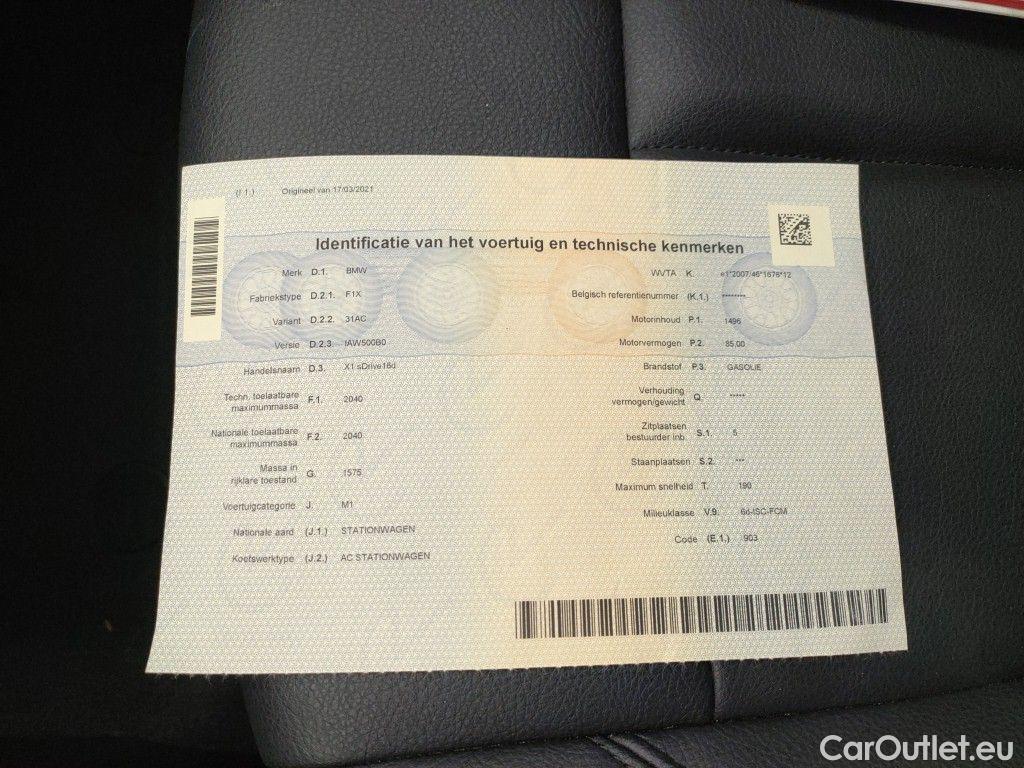 (I 1.) Origineel van 17/03/2021
Identificatie van het voertuig en technische kenmerken
Merk D.1. BMW
Fabriekstype D.2.1. F1X
Variant D.2.2. 31AC
Versie D.2.3 IAW500B0
Handelsnaam D.3. X1 sDrive16d
Techn. toelaatbare
maximummassa F.1. 2040
Nationale toelaatbare
maximummassa F.2. 2040
Massa in
rijklare toestand G. 1575
Voertuigcategorie J. M1
Nationale aard (J.1.) STATIONWAGEN
Koetswerktype (J.2.) AC STATIONWAGEN
WVTA K. e1*2007/46*1676*12
Belgisch referentienummer (K.1.) ********
Motorinhoud P.1. 1496
Motorvermogen P.2. 85,00
Brandstof P.3. GASOLIE
Verhouding
vermogen/gewicht Q. *****
Zitplaatsen
bestuurder inb. S.1. 5
Staanplaatsen S.2. ***
Maximum snelheid T. 190
Milieuklasse V.9. 6d-ISC-FCM
Code (E.1.) 903
CarOutlet.eu